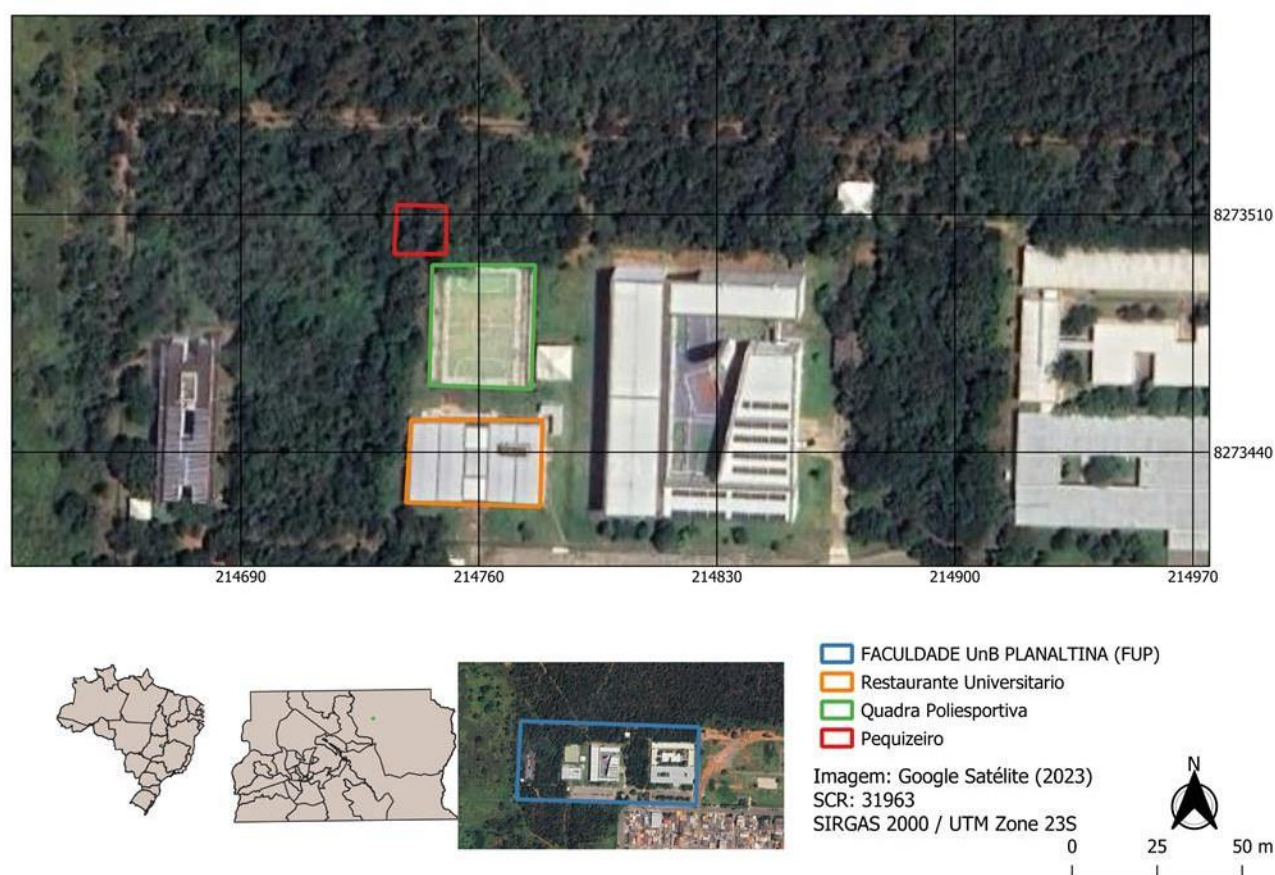 8273510
8273440
214690
214760
214830
214900
214970
FACULDADE UnB PLANALTINA (FUP)
Restaurante Universitario
Quadra Poliesportiva
Pequizeiro
Imagem: Google Satélite (2023)
SCR: 31963
SIRGAS 2000 / UTM Zone 23S
N
0 25 50 m